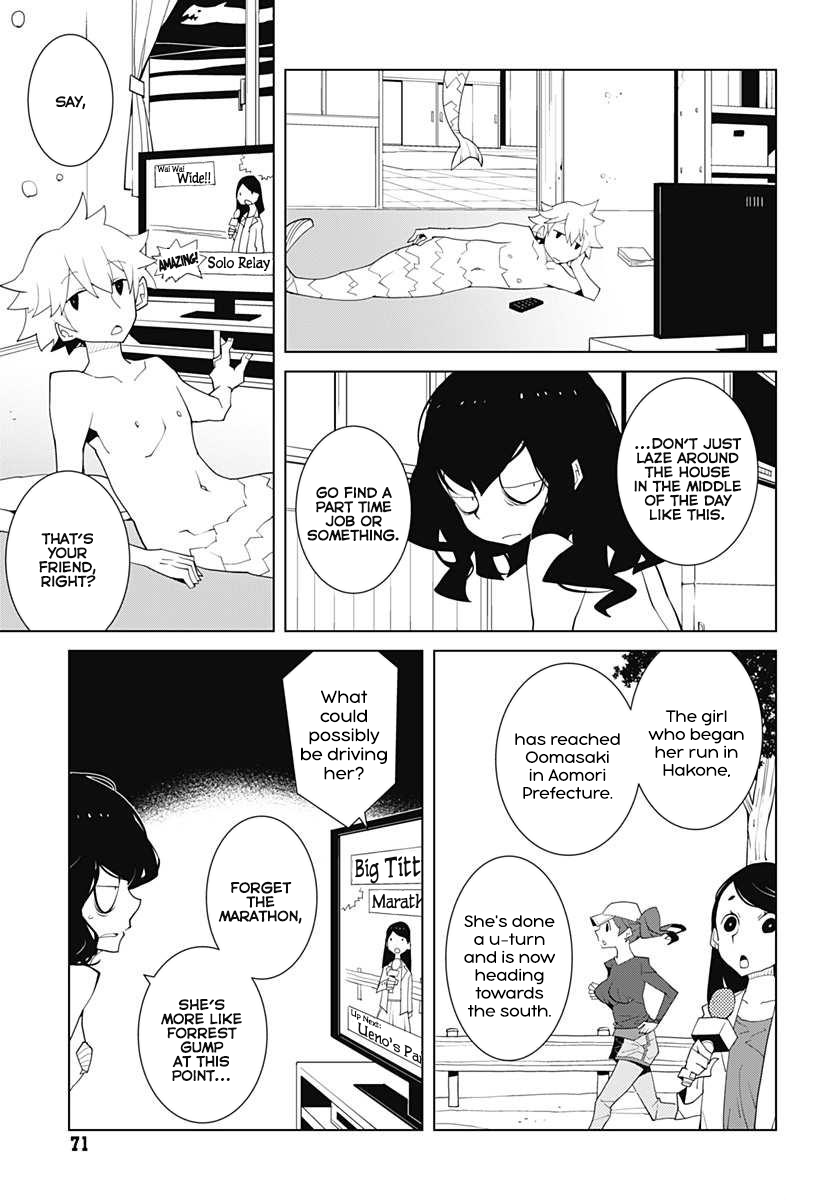 ...DON'T JUST
LAZE AROUND
THE HOUSE
IN THE MIDDLE
OF THE DAY
LIKE THIS.
GO FIND A
PART TIME
JOB OR
SOMETHING.
SAY,
Wai Wai
Wide!!
AMAZING!
Solo Relay
THAT'S
YOUR
FRIEND,
RIGHT?
The girl
who began
her run in
Hakone,
has reached
Oomasaki
in Aomori
Prefecture.
She's done
a u-turn
and is now
heading
towards
the south.
What
could
possibly
be driving
her?
Big Titt
Marath
Up Next:
Ueno's Pa
FORGET
THE
MARATHON,
SHE'S
MORE LIKE
FORREST
GUMP
AT THIS
POINT...
71